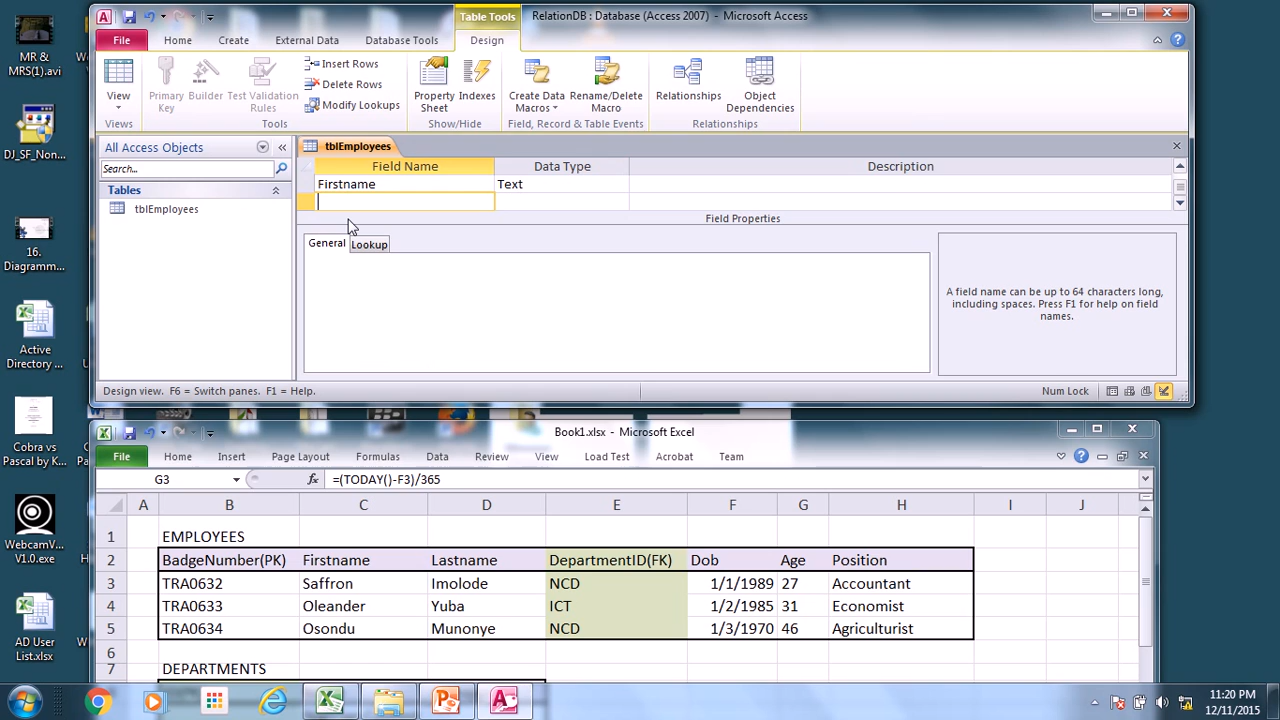 MR &
MRS(1).avi
DJ_SF_Non...
16.
Diagramm...
Active
Directory ...
Cobra vs
Pascal by K...
WebcamV...
V1.0.exe
AD User
List.xlsx
Table Tools
RelationDB : Database (Access 2007) - Microsoft Access
File Home Create External Data Database Tools Design
View
Primary
Key
Builder
Test Validation
Rules
Insert Rows
Delete Rows
Modify Lookups
Property
Sheet
Indexes
Create Data
Macros
Rename/Delete
Macro
Relationships
Object
Dependencies
Views Tools Show/Hide Field, Record & Table Events Relationships
All Access Objects
Search...
Tables
tblEmployees
tblEmployees
Field Name Data Type Description
Firstname Text
Field Properties
General Lookup
A field name can be up to 64 characters long,
including spaces. Press F1 for help on field
names.
Design view. F6 = Switch panes. F1 = Help. Num Lock
Book1.xlsx - Microsoft Excel
File Home Insert Page Layout Formulas Data Review View Load Test Acrobat Team
G3 fx =(TODAY()-F3)/365
A B C D E F G H I J
1 EMPLOYEES
2 BadgeNumber(PK) Firstname Lastname DepartmentID(FK) Dob Age Position
3 TRA0632 Saffron Imolode NCD 1/1/1989 27 Accountant
4 TRA0633 Oleander Yuba ICT 1/2/1985 31 Economist
5 TRA0634 Osondu Munonye NCD 1/3/1970 46 Agriculturist
6
7 DEPARTMENTS
11:20 PM
12/11/2015